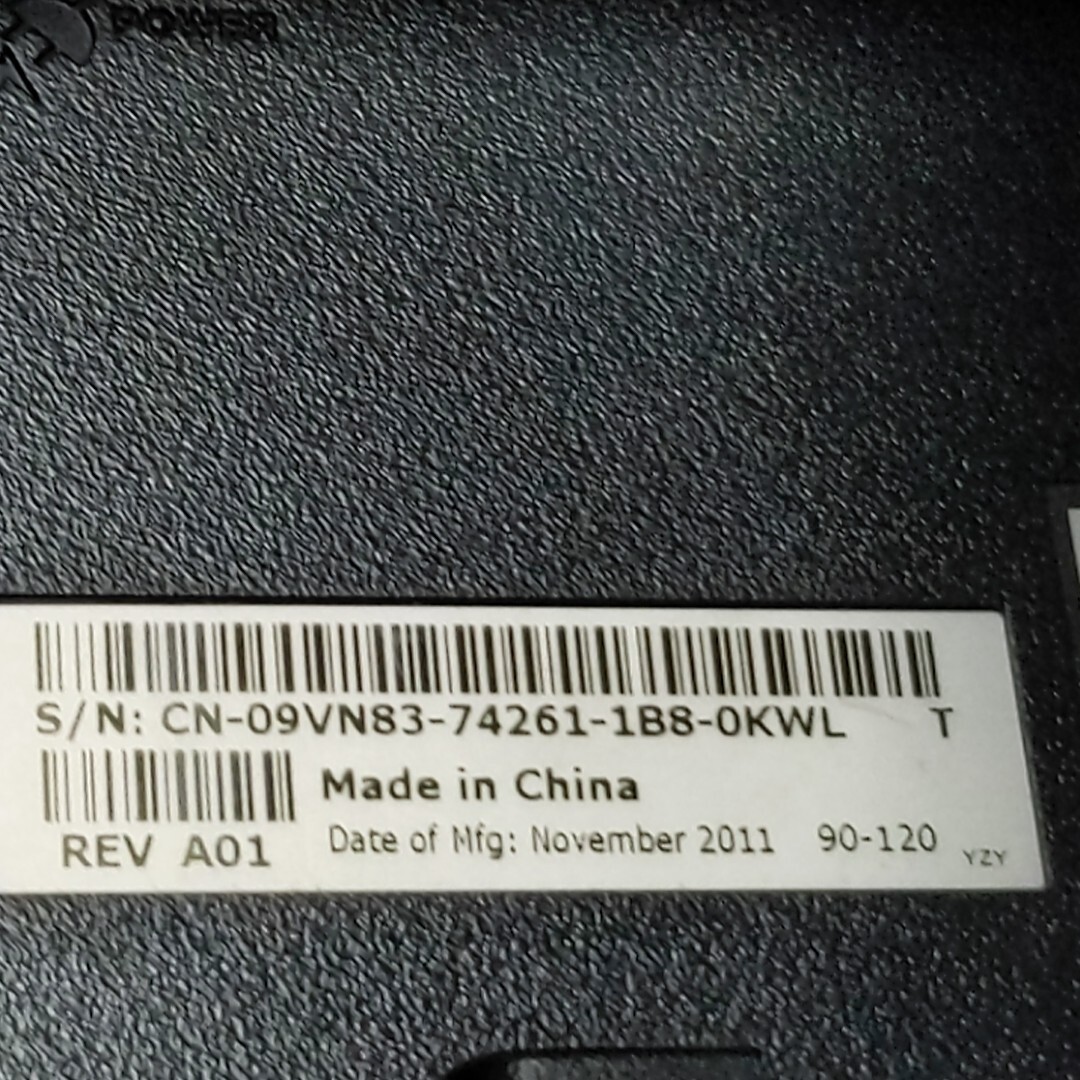 POWER
S/N: CN-09VN83-74261-1B8-0KWL T
Made in China
REV A01
Date of Mfg: November 2011 90-120 YZY